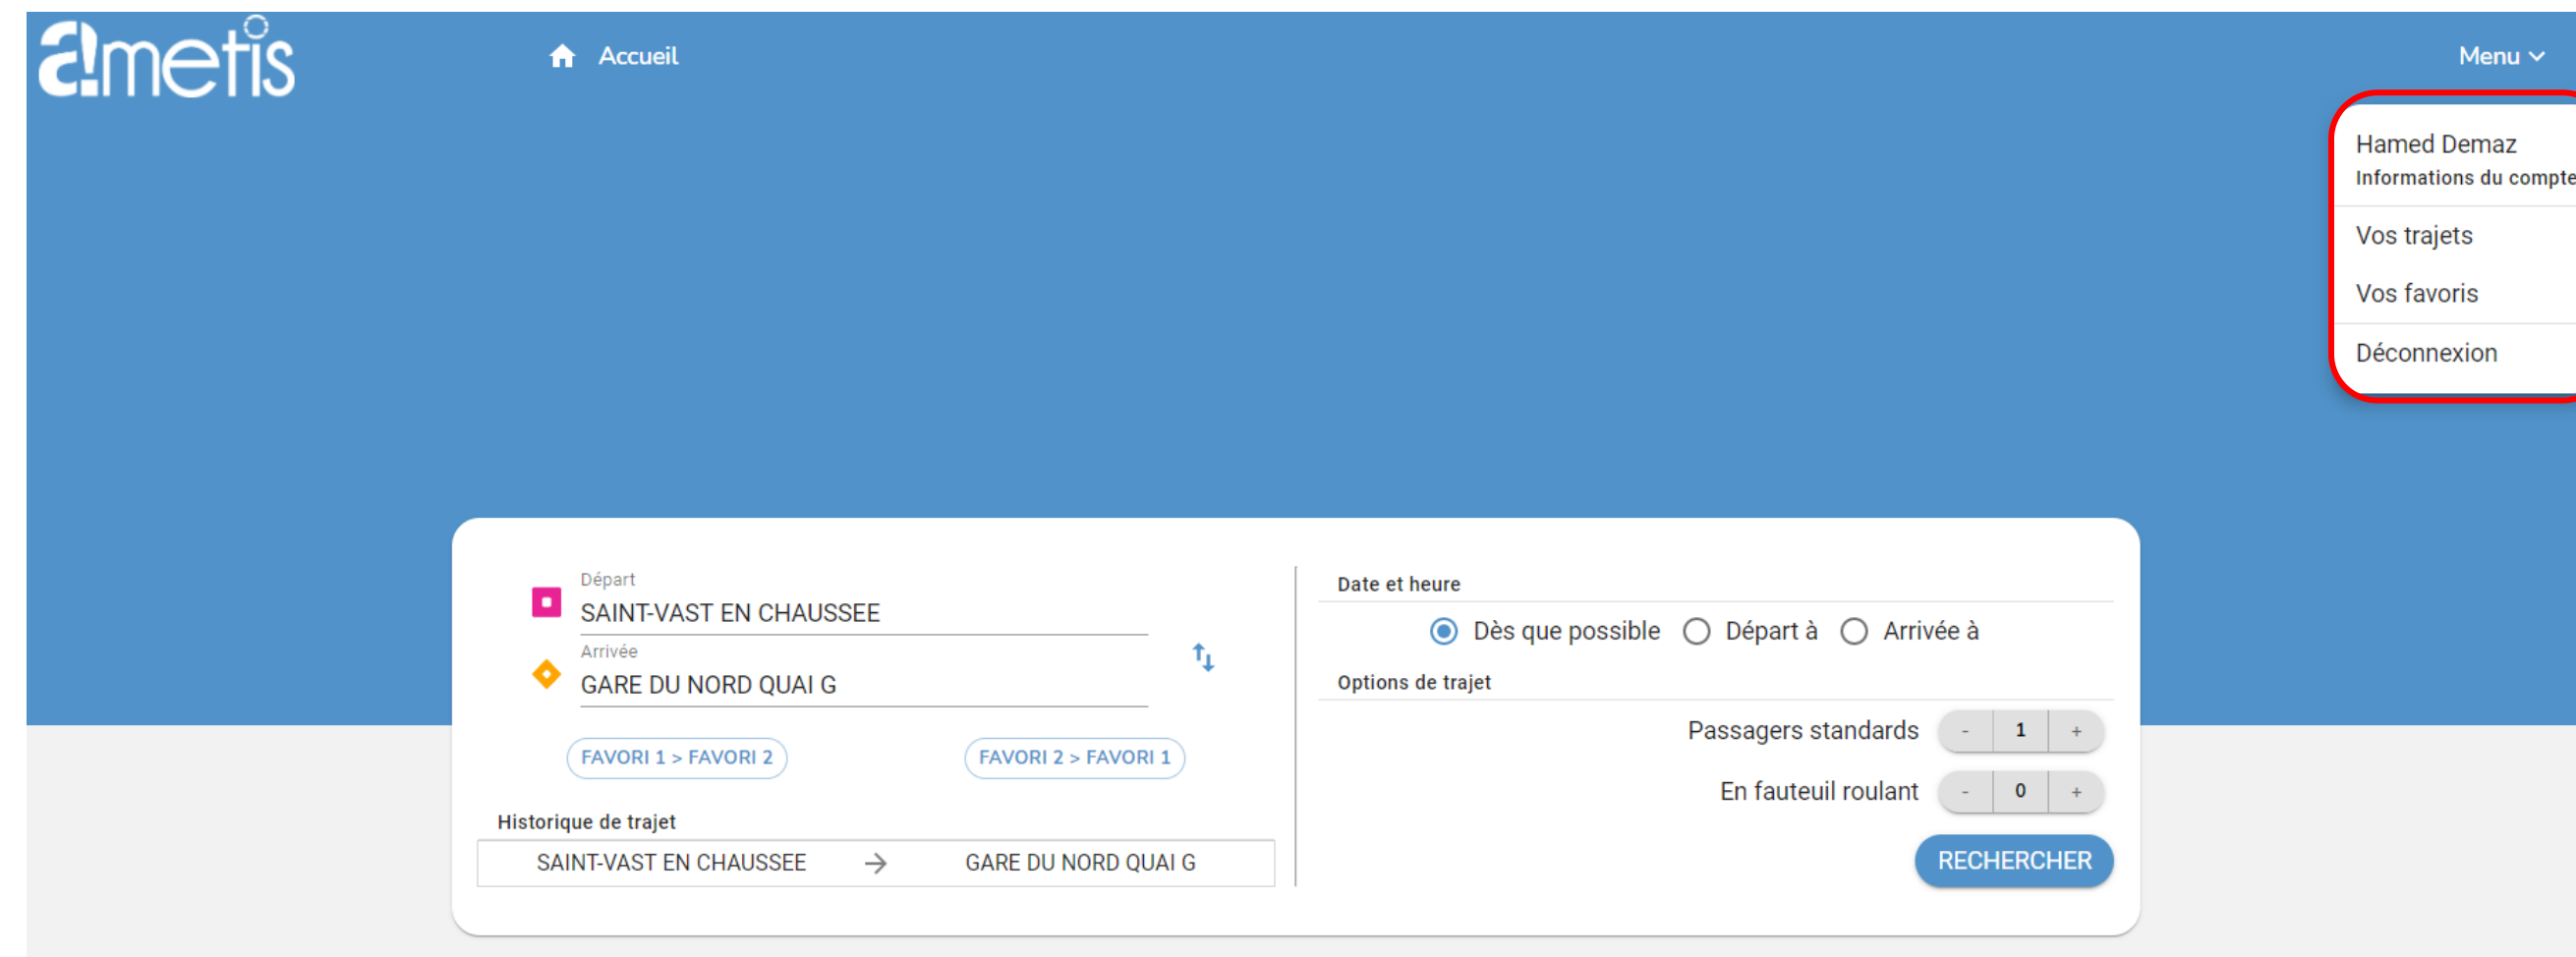 ametis
Accueil
Menu
Hamed Demaz
Informations du compte
Vos trajets
Vos favoris
Déconnexion
Départ
SAINT-VAST EN CHAUSSEE
Arrivée
GARE DU NORD QUAI G
FAVORI 1 > FAVORI 2
FAVORI 2 > FAVORI 1
Historique de trajet
SAINT-VAST EN CHAUSSEE → GARE DU NORD QUAI G
Date et heure
Dès que possible Départ à Arrivée à
Options de trajet
Passagers standards - 1 +
En fauteuil roulant - 0 +
RECHERCHER